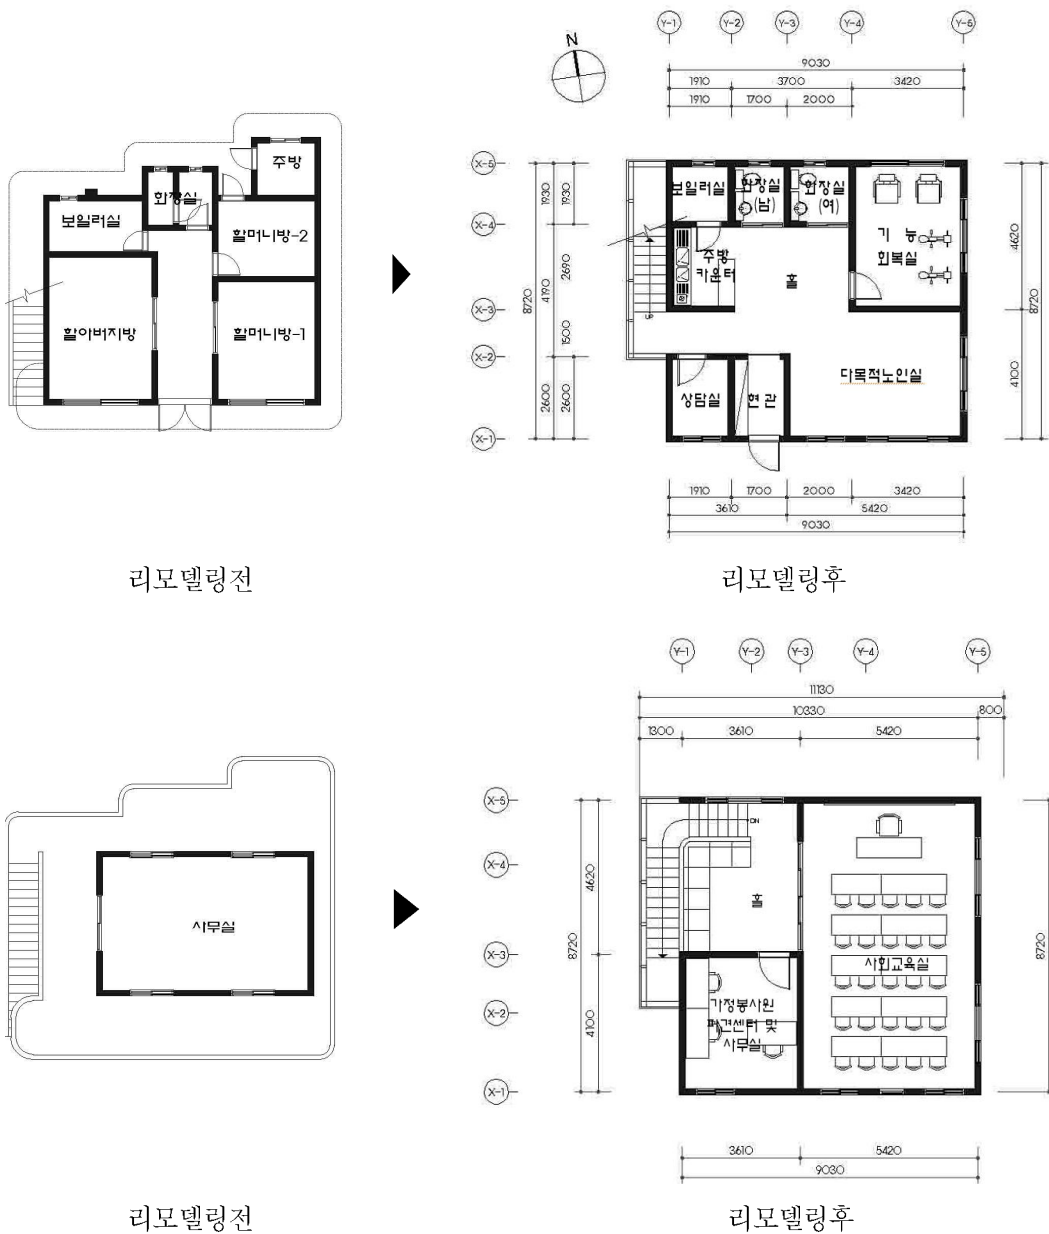 Y-1 Y-2 Y-3 Y-4 Y-5
N
9030
1910 3700 3420
1910 1700 2000
주방
화장실
보일러실
할머니방-2
할아버지방
할머니방-1
X-5
X-4
X-3
X-2
X-1
8720
1930 4190 2600
1930 2690 1500 2600
보일러실
화장실
(남)
화장실
(여)
기 능
회복실
주방
카운터
홀
UP
다목적노인실
상담실
현관
4620 4100
8720
1910 1700 2000 3420
3610 5420
9030
리모델링전
리모델링후
Y-1 Y-2 Y-3 Y-4 Y-5
11130
10330 800
1300 3610 5420
사무실
X-5
X-4
X-3
X-2
X-1
8720
4620 4100
DN
홀
사회교육실
가정봉사원
파견센터 및
사무실
8720
3610 5420
9030
리모델링전
리모델링후